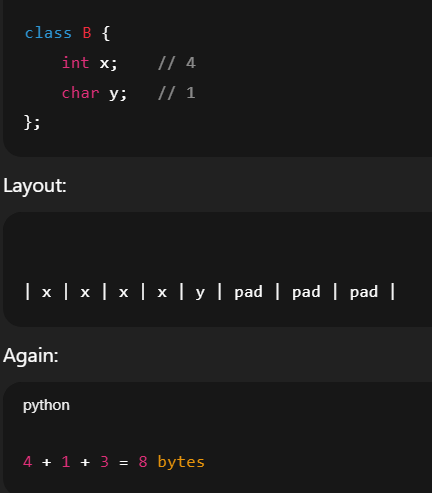 class B {
    int x;    // 4
    char y;   // 1
};
Layout:
| x | x | x | x | y | pad | pad | pad |
Again:
python
4 + 1 + 3 = 8 bytes